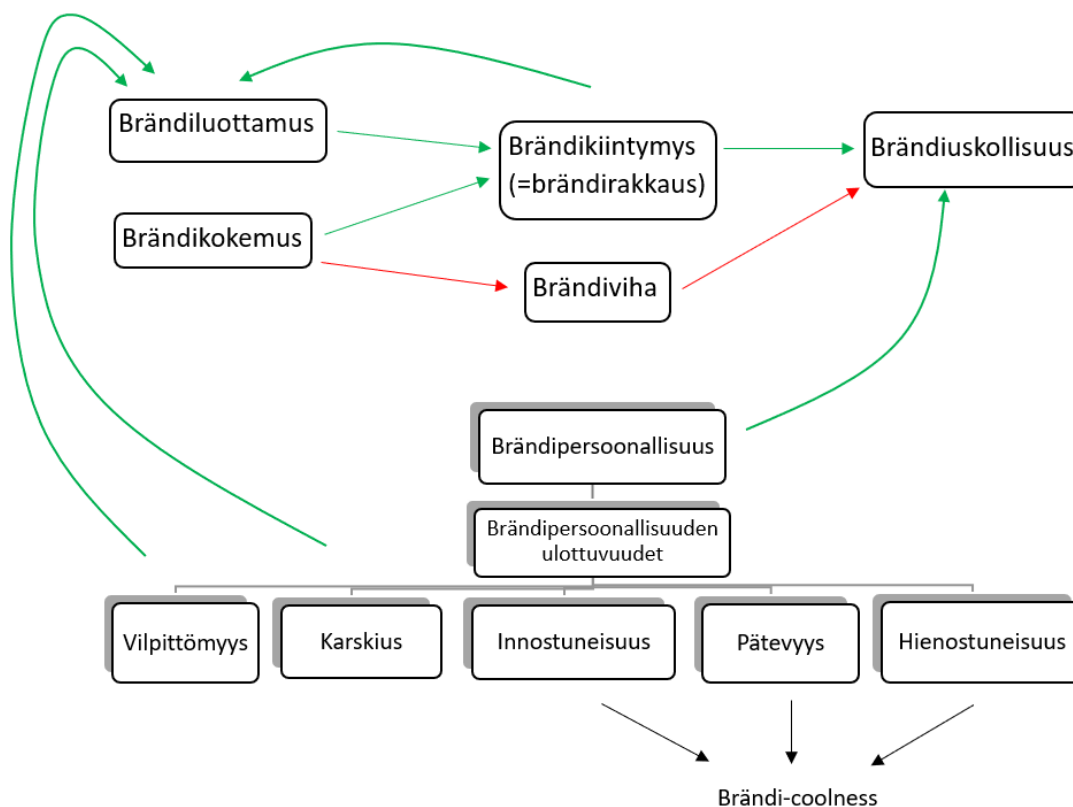 Brändiluottamus
Brändikiintymys
(=brändirakkaus)
Brändiuskollisuus
Brändikokemus
Brändiviha
Brändipersoonallisuus
Brändipersoonallisuuden
ulottuvuudet
Vilpittömyys
Karskius
Innostuneisuus
Pätevyys
Hienostuneisuus
Brändi-coolness